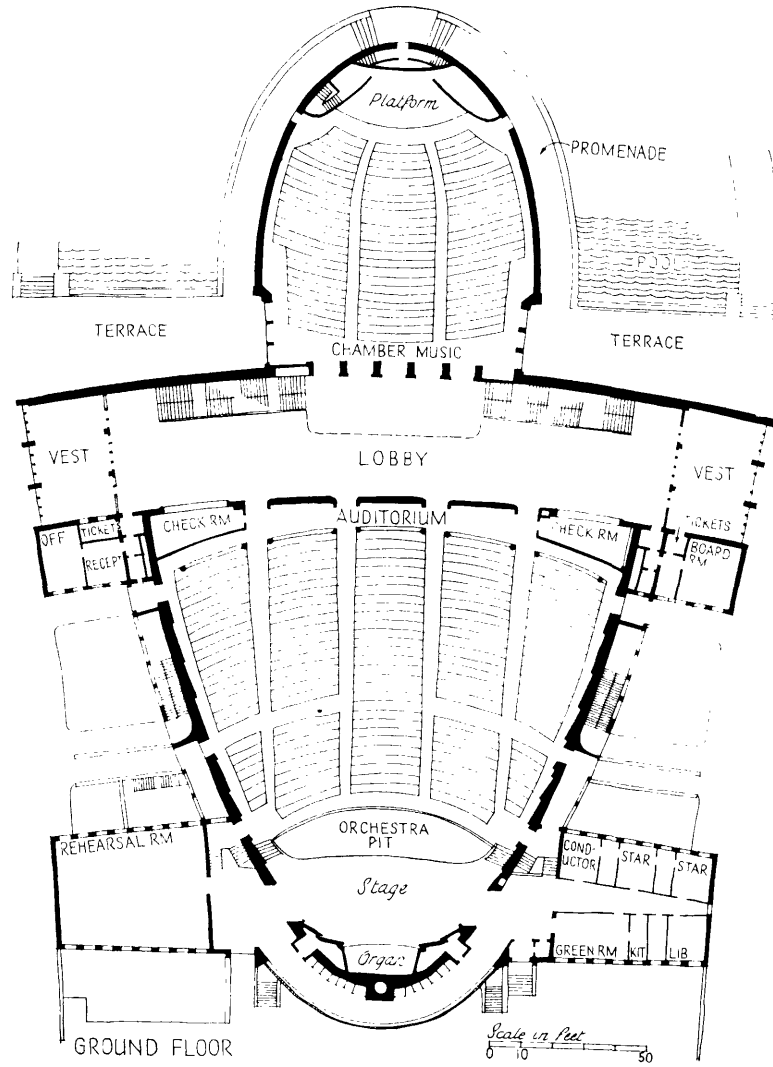 Platform
PROMENADE
POOL
TERRACE
TERRACE
CHAMBER MUSIC
VEST
LOBBY
VEST
CHECK RM
AUDITORIUM
CHECK RM
TICKETS
OFF
TICKETS
RECEPT
BOARD
RM
ORCHESTRA
PIT
REHEARSAL RM
COND-
UCTOR
STAR
STAR
Stage
Organ
GREEN RM
KIT
LIB
GROUND FLOOR
Scale in feet
0 10 50